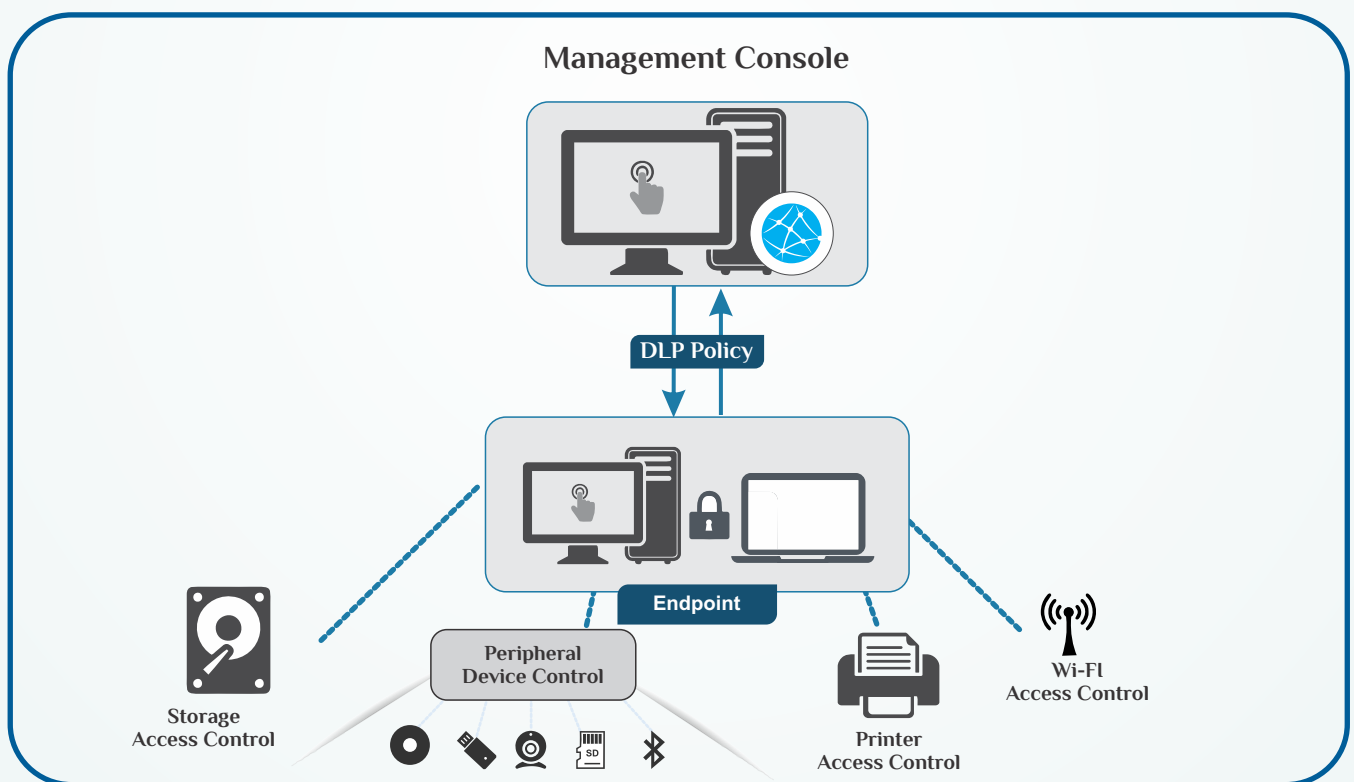 Management Console
DLP Policy
Endpoint
Peripheral
Device Control
Storage
Access Control
SD
Printer
Access Control
Wi-FI
Access Control